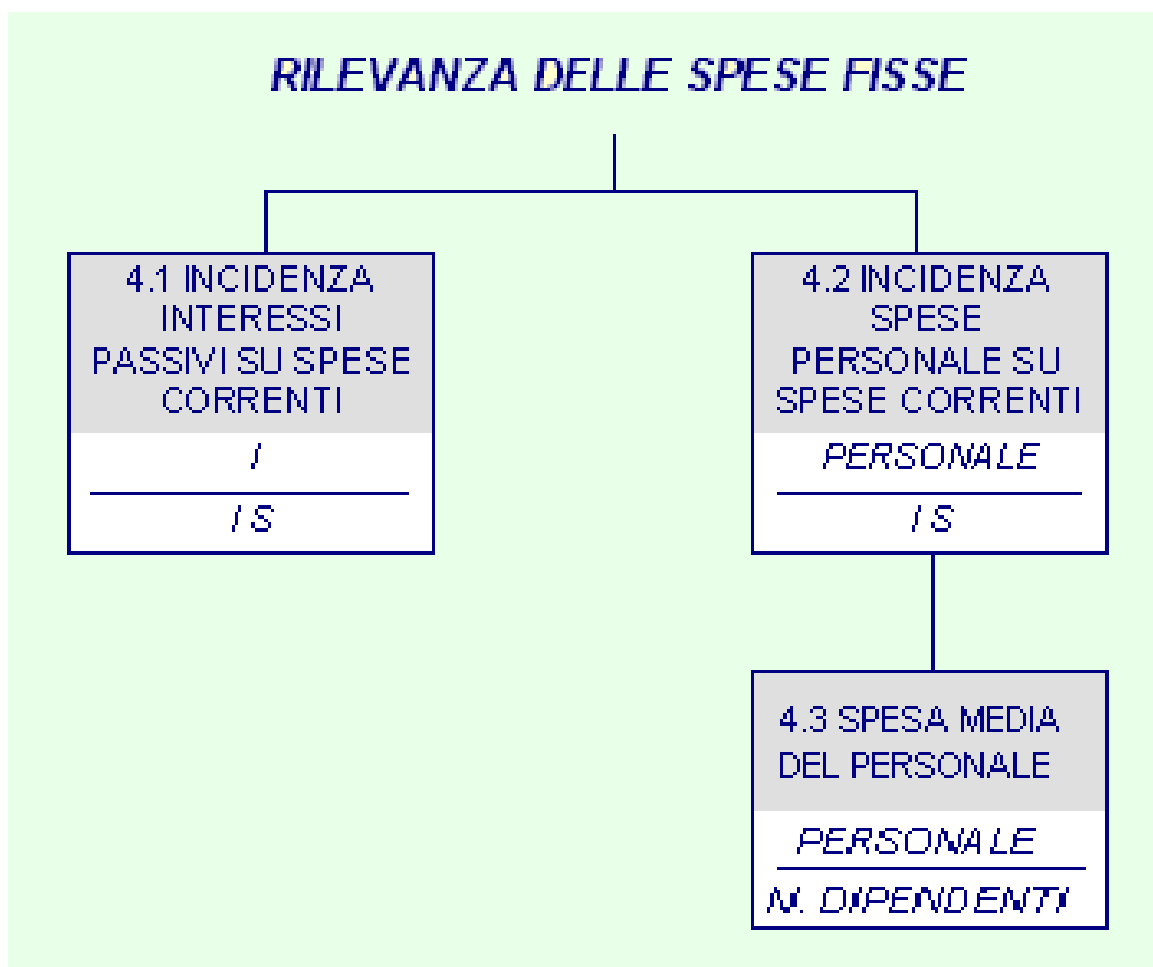 RILEVANZA DELLE SPESE FISSE
4.1 INCIDENZA
INTERESSI
PASSIVI SU SPESE
CORRENTI
I
I S
4.2 INCIDENZA
SPESE
PERSONALE SU
SPESE CORRENTI
PERSONALE
I S
4.3 SPESA MEDIA
DEL PERSONALE
PERSONALE
N. DIPENDENTI